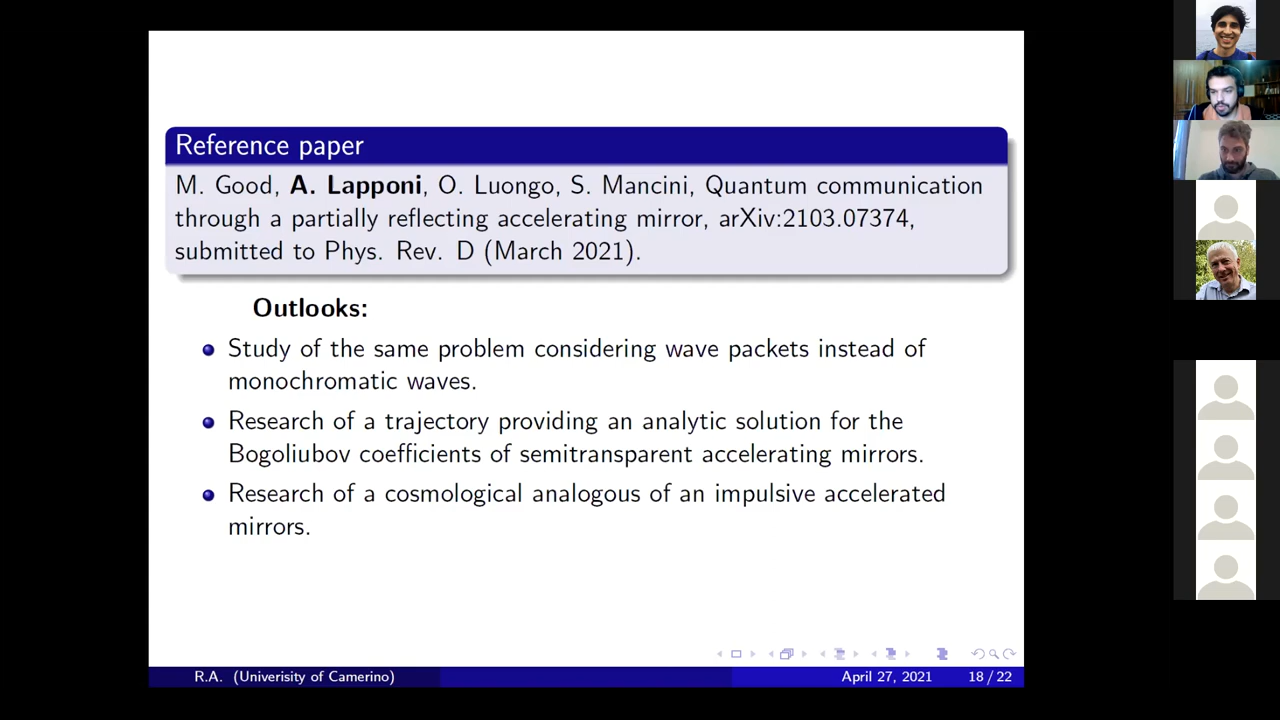 Reference paper
M. Good, A. Lapponi, O. Luongo, S. Mancini, Quantum communication
through a partially reflecting accelerating mirror, arXiv:2103.07374,
submitted to Phys. Rev. D (March 2021).
Outlooks:
Study of the same problem considering wave packets instead of
monochromatic waves.
Research of a trajectory providing an analytic solution for the
Bogoliubov coefficients of semitransparent accelerating mirrors.
Research of a cosmological analogous of an impulsive accelerated
mirrors.
R.A. (Univerisity of Camerino) April 27, 2021 18 / 22